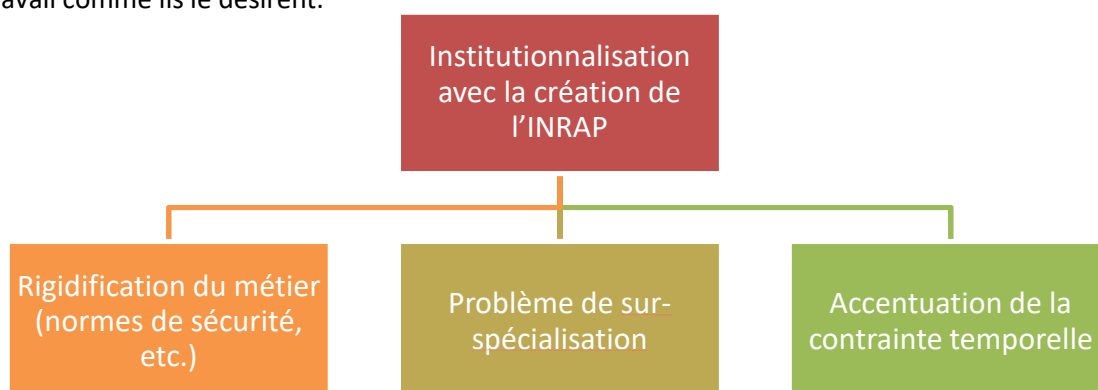 avail comme ils le désirent.
Institutionnalisation
avec la création de
l'INRAP
Rigidification du métier
(normes de sécurité,
etc.)
Problème de sur-
spécialisation
Accentuation de la
contrainte temporelle